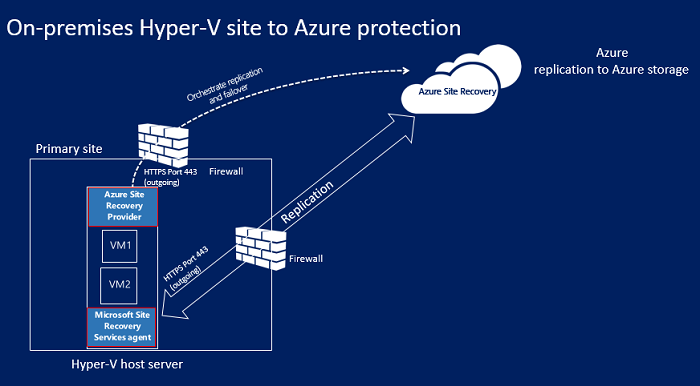 On-premises Hyper-V site to Azure protection
Azure
replication to Azure storage
Orchestrate replication
and failover
Azure Site Recovery
Primary site
HTTPS Port 443
(outgoing)
Firewall
Azure Site
Recovery
Provider
Replication
VM1
HTTPS Port 443
(outgoing)
Firewall
VM2
Microsoft Site
Recovery
Services agent
Hyper-V host server